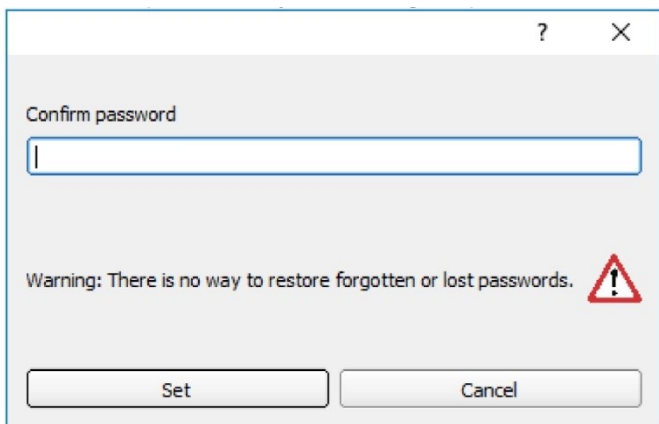 ?
Confirm password
Warning: There is no way to restore forgotten or lost passwords.
Set
Cancel